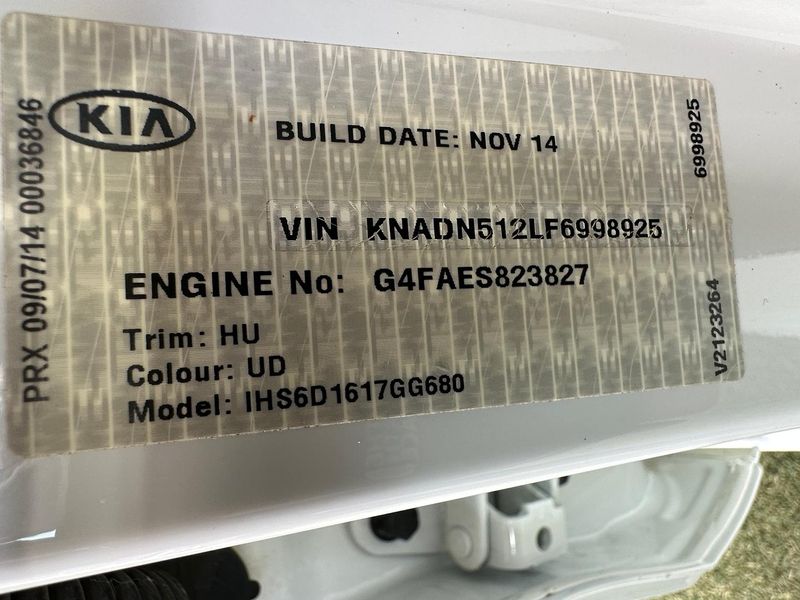 KIA
BUILD DATE: NOV 14
VIN KNADN512LF6998925
ENGINE No: G4FAES823827
Trim: HU
Colour: UD
Model: IHS6D1617GG680
PRX 09/07/14 00036846
6998925
V2123264